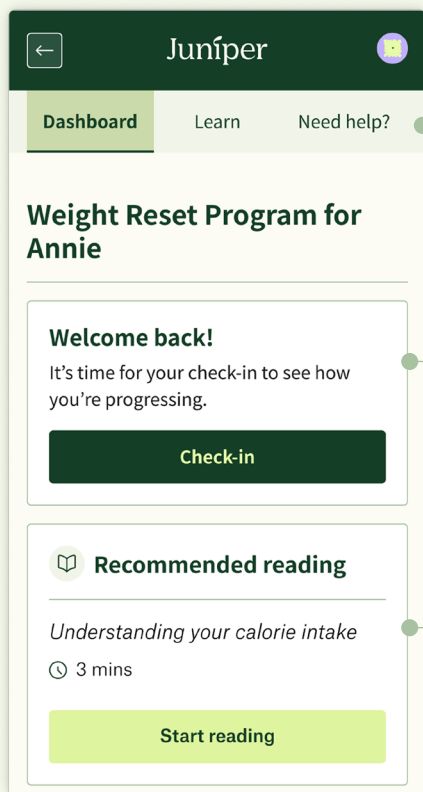 Juniper
Dashboard
Learn
Need help?
Weight Reset Program for
Annie
Welcome back!
It's time for your check-in to see how
you're progressing.
Check-in
Recommended reading
Understanding your calorie intake
3 mins
Start reading